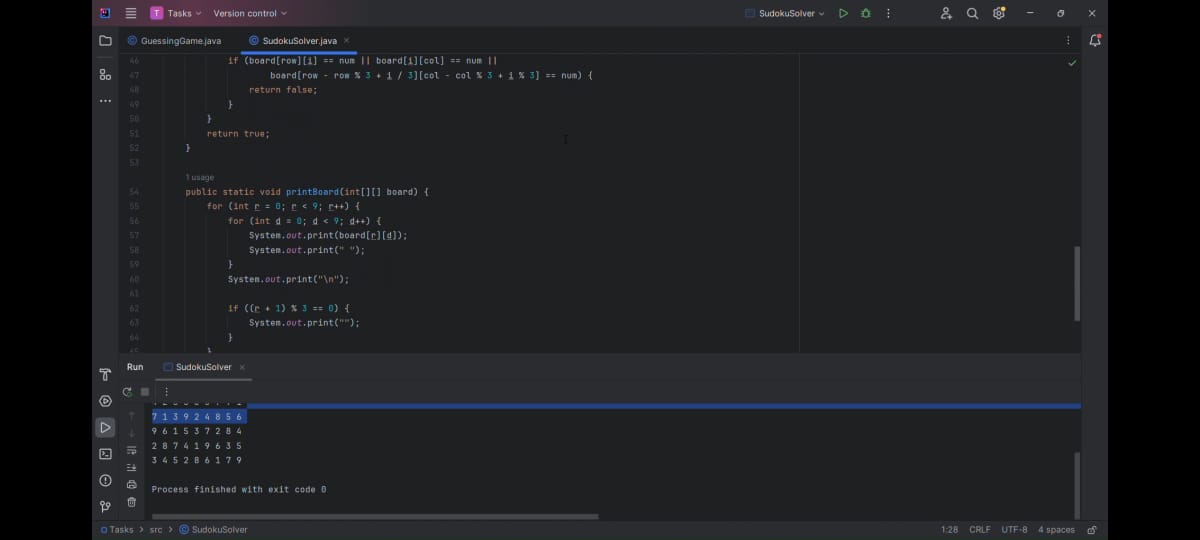 T Tasks Version control SudokuSolver
GuessingGame.java SudokuSolver.java
46 if (board[row][i] == num || board[i][col] == num ||
47 board[row - row % 3 + i / 3][col - col % 3 + i % 3] == num) {
48 return false;
49 }
50 }
51 return true;
52 }
53
1 usage
54 public static void printBoard(int[][] board) {
55 for (int r = 0; r < 9; r++) {
56 for (int d = 0; d < 9; d++) {
57 System.out.print(board[r][d]);
58 System.out.print(" ");
59 }
60 System.out.print("\n");
61
62 if ((r + 1) % 3 == 0) {
63 System.out.print("");
64 }
65 }
Run SudokuSolver
7 1 3 9 2 4 8 5 6
9 6 1 5 3 7 2 8 4
2 8 7 4 1 9 6 3 5
3 4 5 2 8 6 1 7 9
Process finished with exit code 0
Tasks > src > SudokuSolver 1:28 CRLF UTF-8 4 spaces